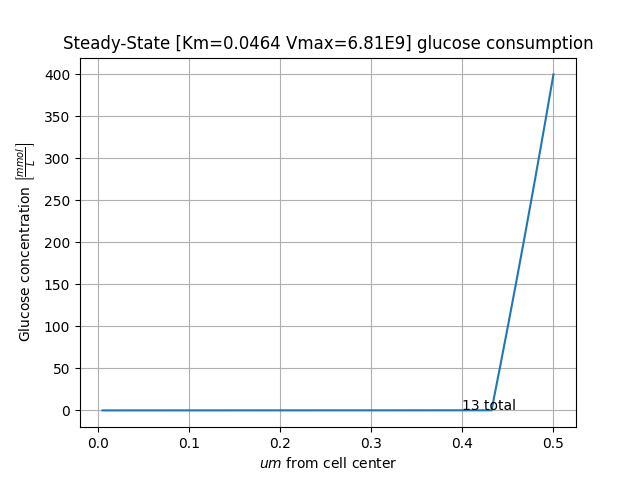 Steady-State [Km=0.0464 Vmax=6.81E9] glucose consumption
Glucose concentration [mmol/L]
400
350
300
250
200
150
100
50
0
13 total
0.0 0.1 0.2 0.3 0.4 0.5
um from cell center